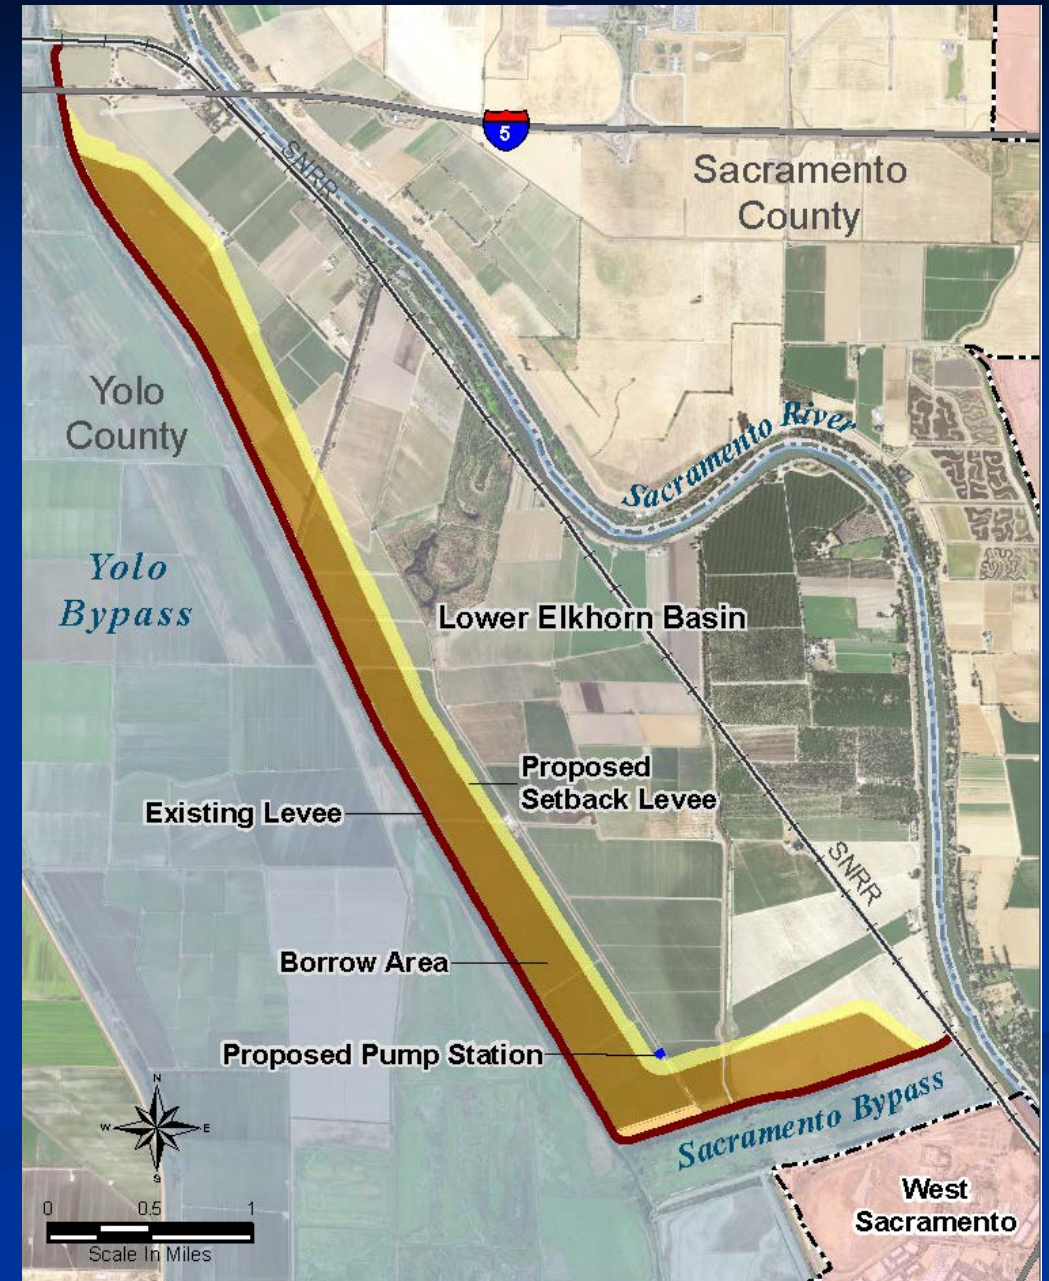 SNRR
5
Sacramento
County
Yolo
County
Sacramento River
Yolo
Bypass
Lower Elkhorn Basin
Proposed
Setback Levee
Existing Levee
SNRR
Borrow Area
Proposed Pump Station
Sacramento Bypass
N
W
E
S
West
Sacramento
0 0.5 1
Scale In Miles